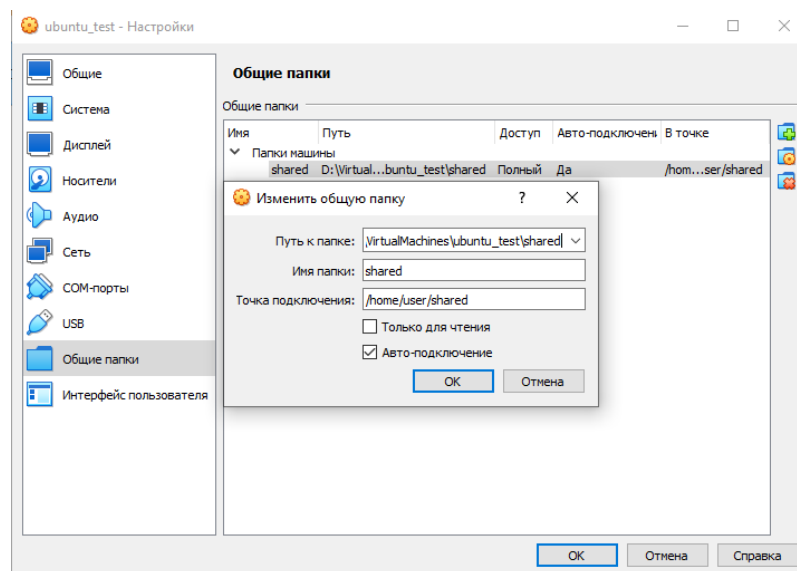 ubuntu_test - Настройки
Общие
Система
Дисплей
Носители
Аудио
Сеть
COM-порты
USB
Общие папки
Интерфейс пользователя
Общие папки
Общие папки
Имя Путь Доступ Авто-подключени В точке
Папки машины
shared D:\Virtual...buntu_test\shared Полный Да /hom...ser/shared
Изменить общую папку ?
Путь к папке: VirtualMachines\ubuntu_test\shared
Имя папки: shared
Точка подключения: /home/user/shared
Только для чтения
Авто-подключение
OK Отмена
OK Отмена Справка